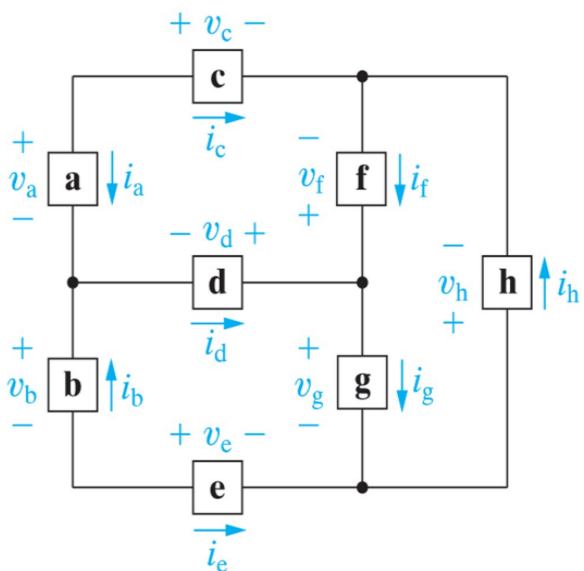 + v_c −
c
i_c
+
v_a a i_a
−
−
v_f f i_f
+
− v_d +
d
i_d
−
v_h h i_h
+
+
v_b b i_b
−
+
v_g g i_g
−
+ v_e −
e
i_e